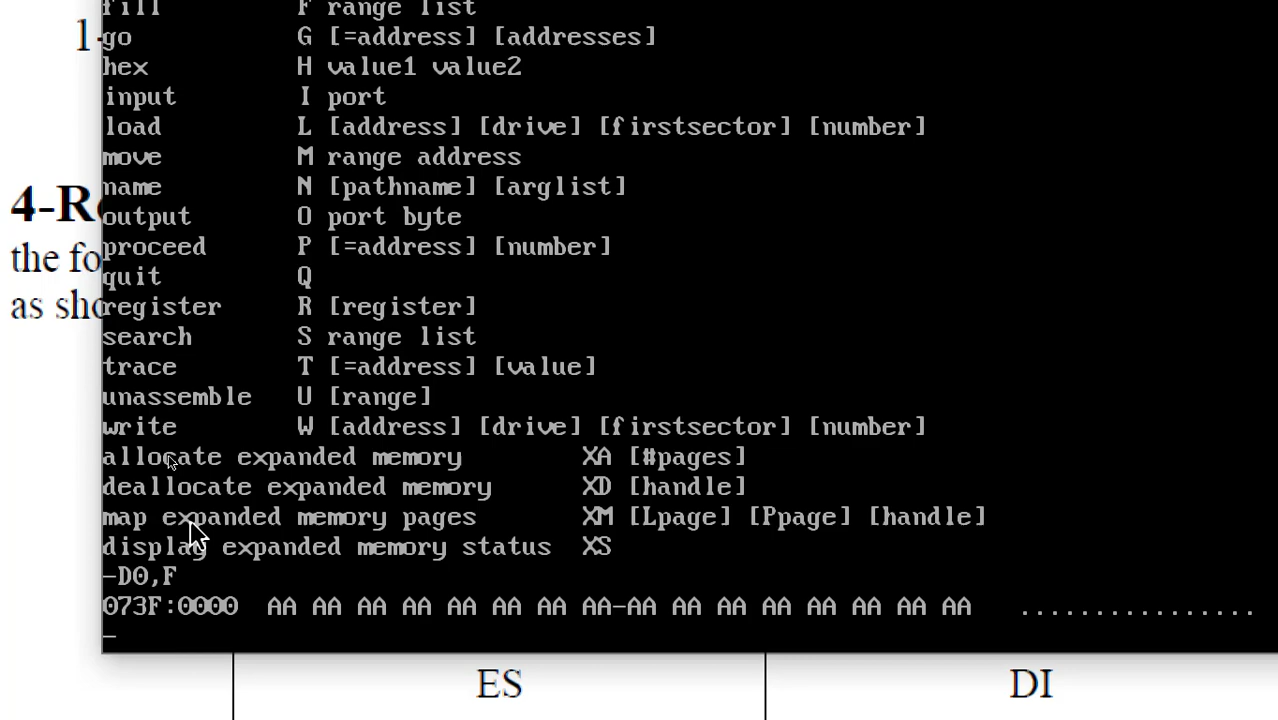 fill F range list
1-
go G [=address] [addresses]
hex H value1 value2
input I port
load L [address] [drive] [firstsector] [number]
move M range address
name N [pathname] [arglist]
4-R
output O port byte
the fo
proceed P [=address] [number]
quit Q
as sho
register R [register]
search S range list
trace T [=address] [value]
unassemble U [range]
write W [address] [drive] [firstsector] [number]
allocate expanded memory XA [#pages]
deallocate expanded memory XD [handle]
map expanded memory pages XM [Lpage] [Ppage] [handle]
display expanded memory status XS
-D0,F
073F:0000 AA AA AA AA AA AA AA AA-AA AA AA AA AA AA AA AA ................
-
ES DI